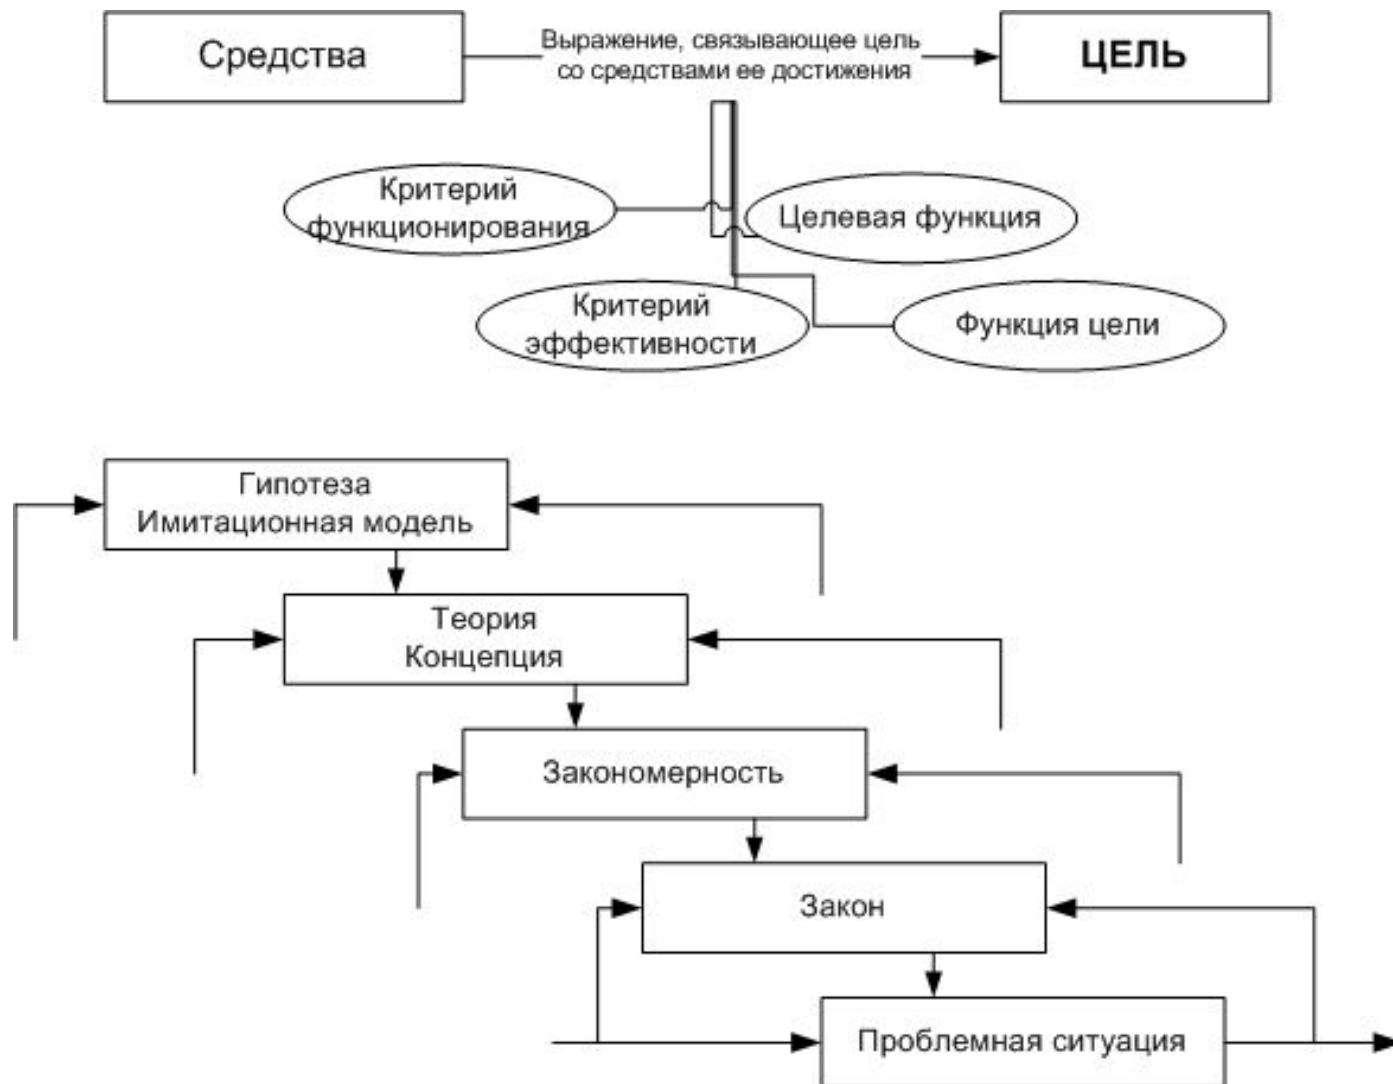 Средства
Выражение, связывающее цель
со средствами ее достижения
ЦЕЛЬ
Критерий
функционирования
Целевая функция
Критерий
эффективности
Функция цели
Гипотеза
Имитационная модель
Теория
Концепция
Закономерность
Закон
Проблемная ситуация